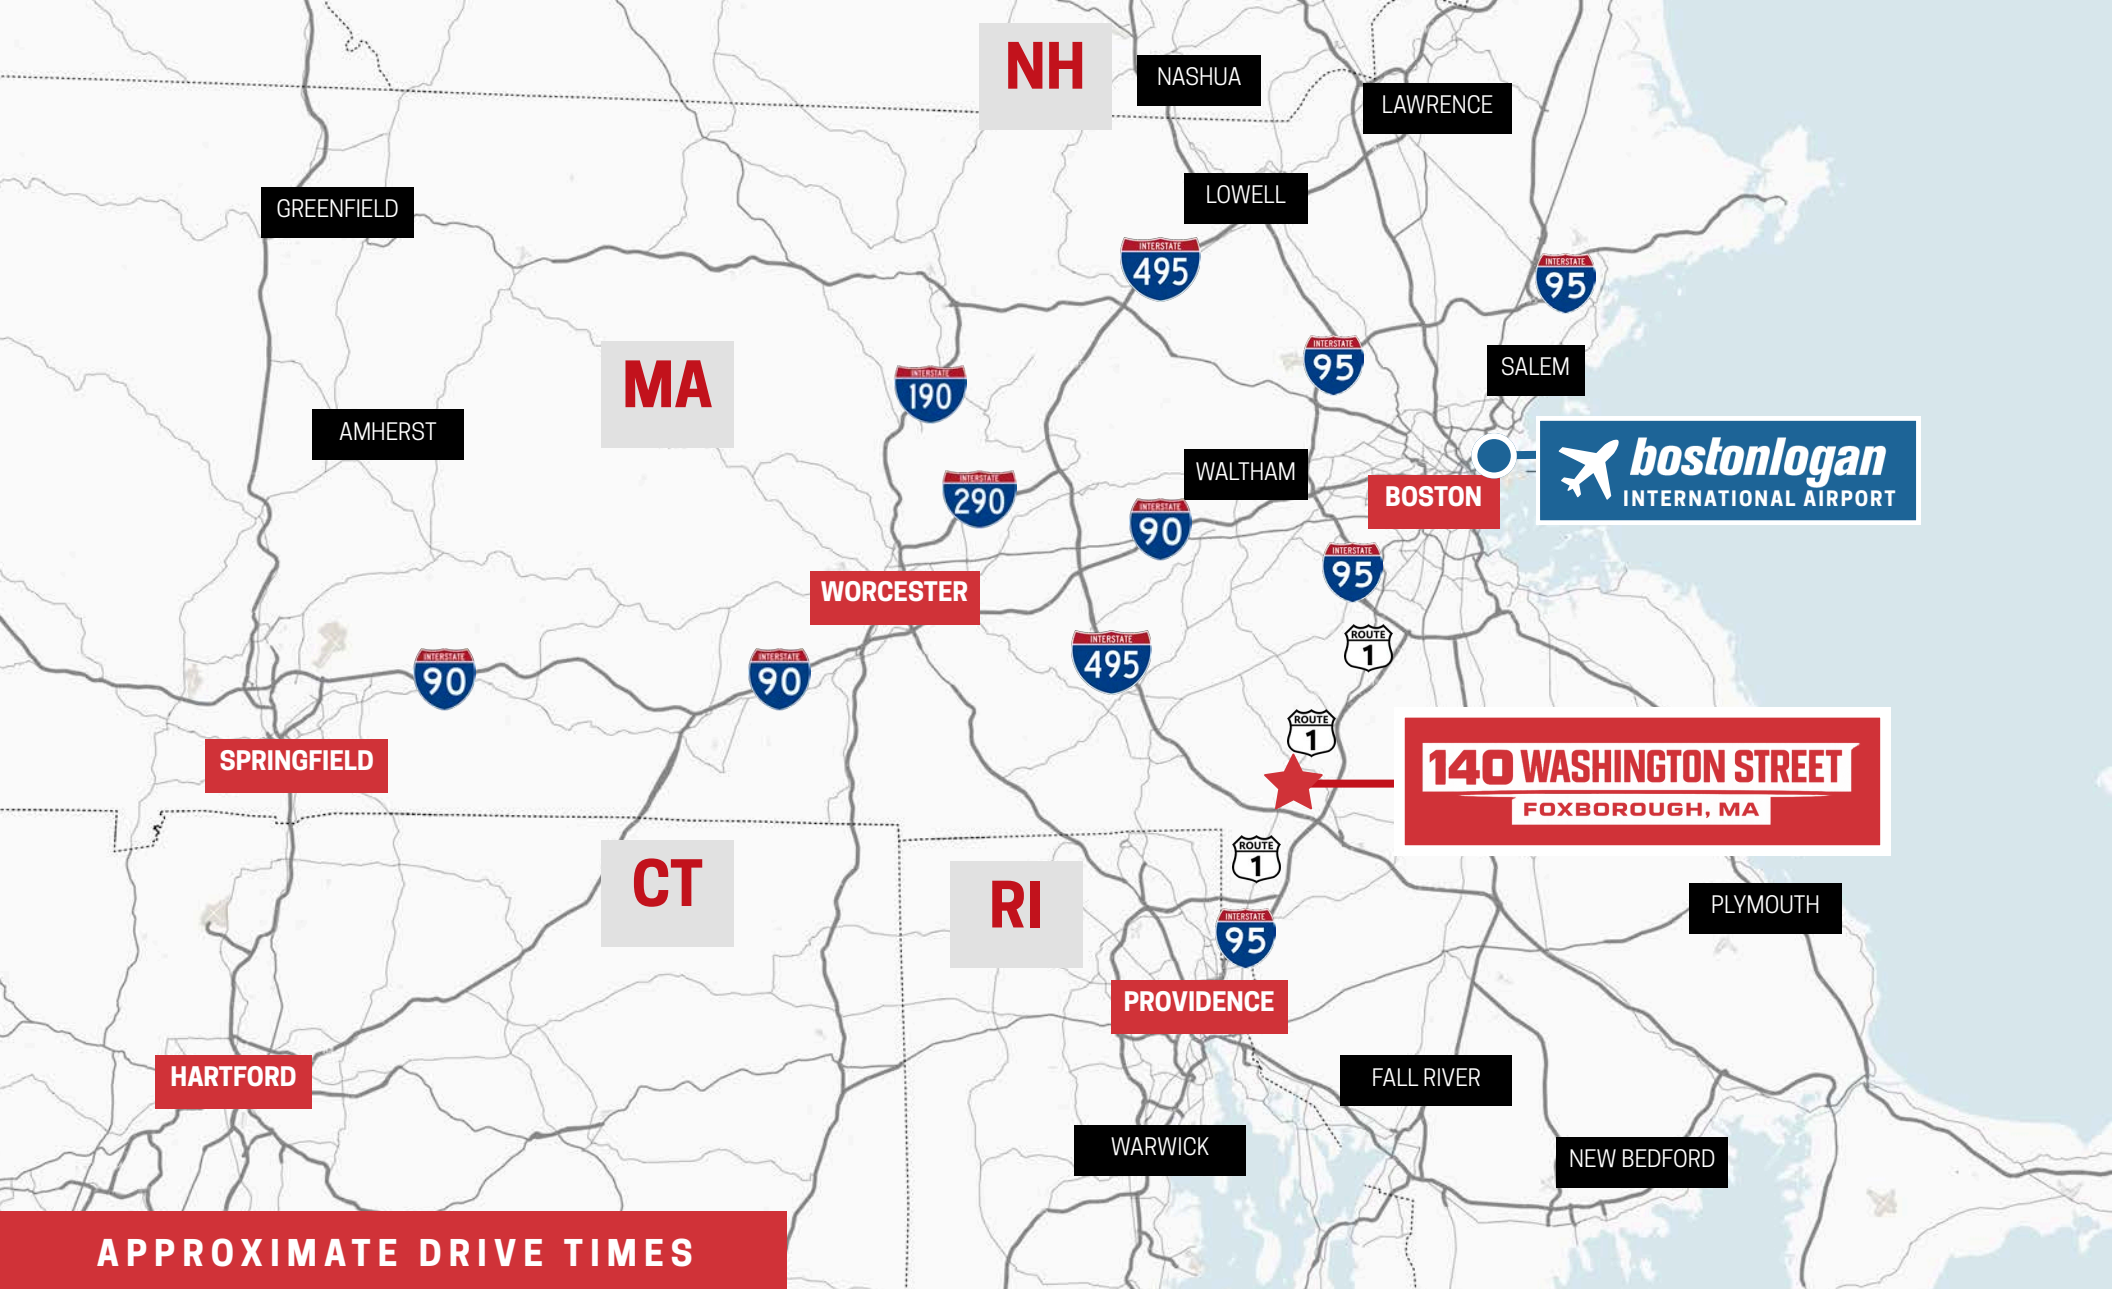 NH
NASHUA
LAWRENCE
LOWELL
GREENFIELD
INTERSTATE
495
INTERSTATE
95
INTERSTATE
95
SALEM
MA
INTERSTATE
190
AMHERST
bostonlogan
INTERNATIONAL AIRPORT
WALTHAM
BOSTON
INTERSTATE
290
INTERSTATE
90
INTERSTATE
95
WORCESTER
ROUTE
1
INTERSTATE
495
INTERSTATE
90
INTERSTATE
90
ROUTE
1
SPRINGFIELD
140 WASHINGTON STREET
FOXBOROUGH, MA
ROUTE
1
CT
RI
PLYMOUTH
INTERSTATE
95
PROVIDENCE
HARTFORD
FALL RIVER
WARWICK
NEW BEDFORD
APPROXIMATE DRIVE TIMES